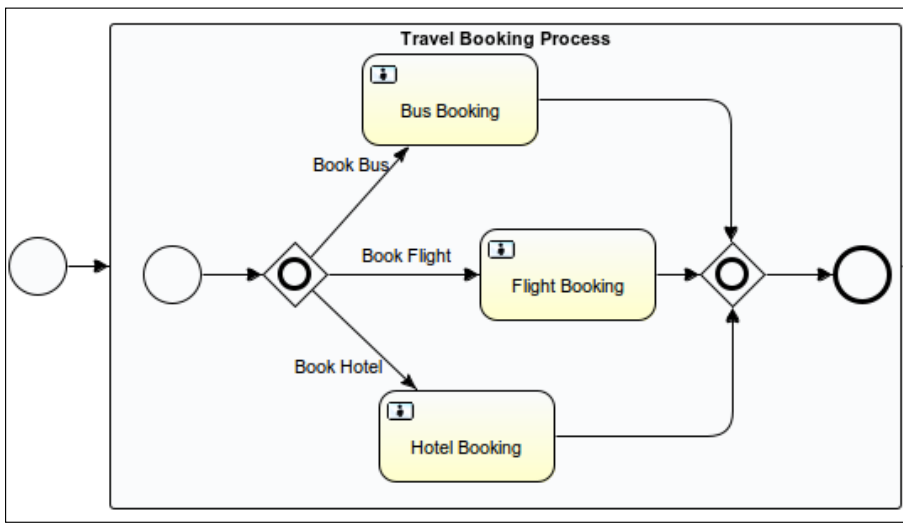 Travel Booking Process
Bus Booking
Book Bus
Book Flight
Flight Booking
Book Hotel
Hotel Booking